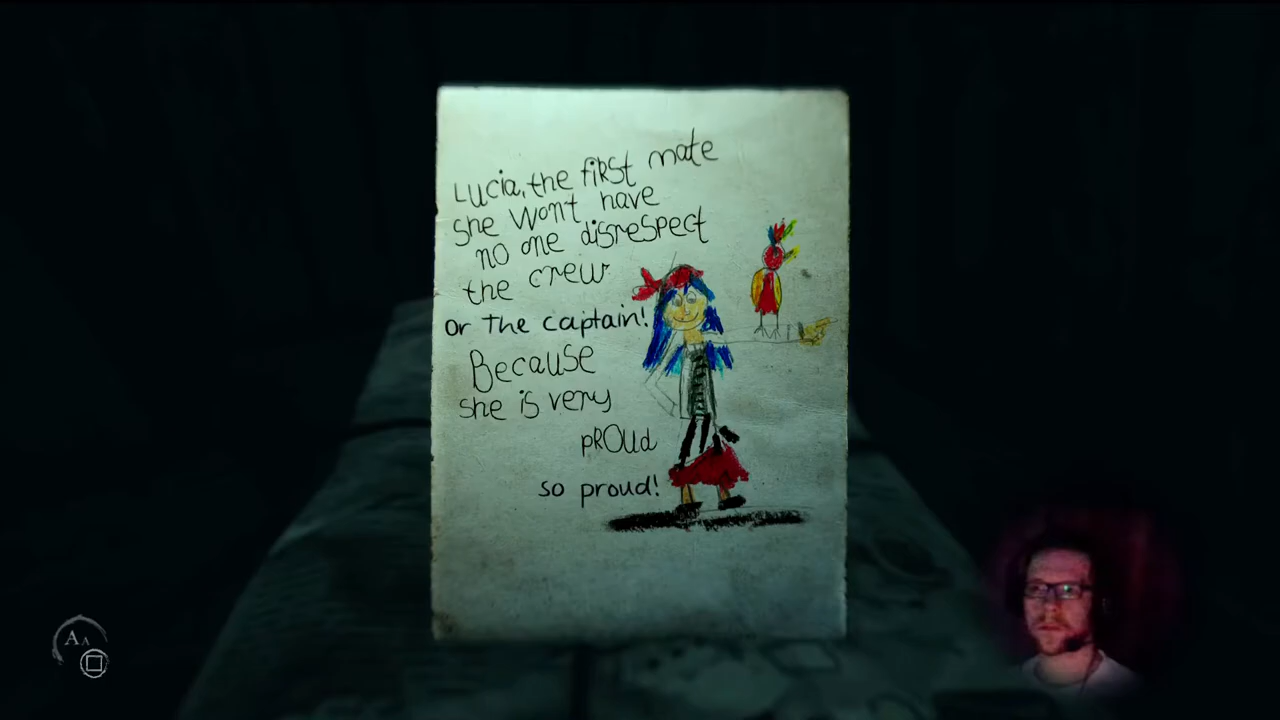 Lucia, the first mate
she won't have
no one disrespect
the crew
or the captain!
Because
she is very
proud
so proud!
AA